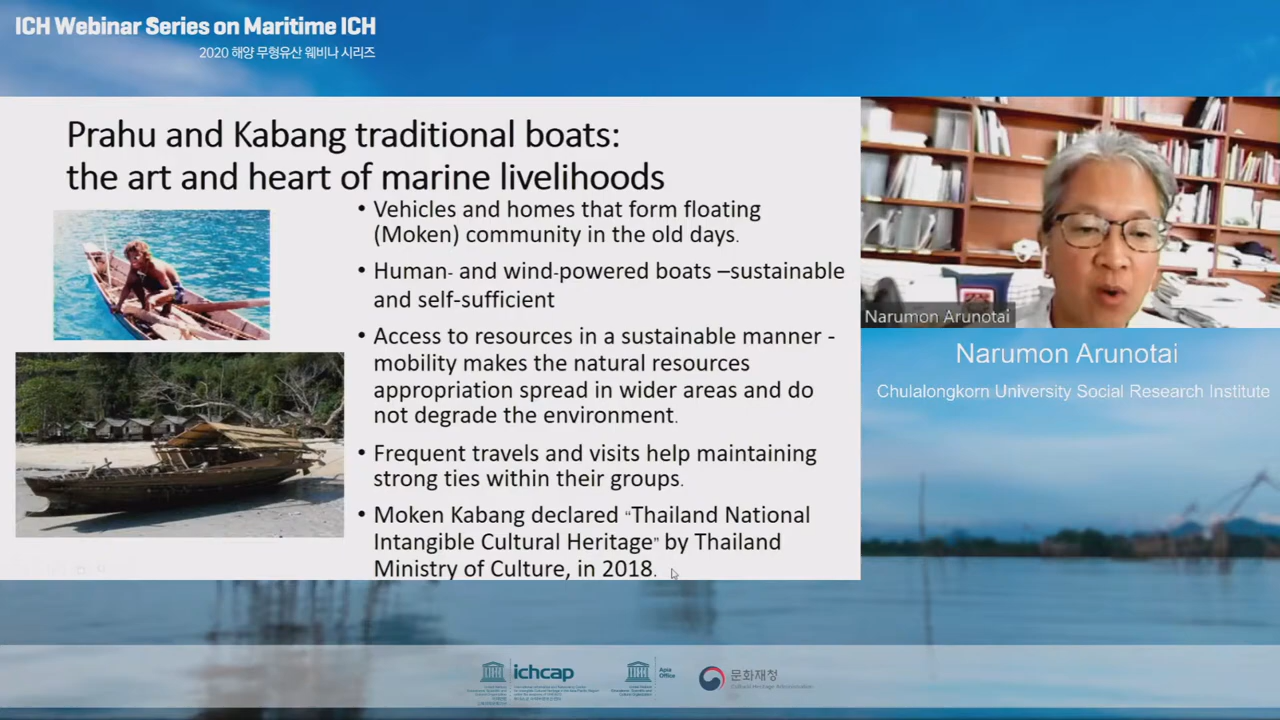 ICH Webinar Series on Maritime ICH
2020 해양 무형유산 웨비나 시리즈
Prahu and Kabang traditional boats:
the art and heart of marine livelihoods
• Vehicles and homes that form floating
(Moken) community in the old days.
• Human- and wind-powered boats –sustainable
and self-sufficient
• Access to resources in a sustainable manner -
mobility makes the natural resources
appropriation spread in wider areas and do
not degrade the environment.
• Frequent travels and visits help maintaining
strong ties within their groups.
• Moken Kabang declared “Thailand National
Intangible Cultural Heritage” by Thailand
Ministry of Culture, in 2018.
Narumon Arunotai
Narumon Arunotai
Chulalongkorn University Social Research Institute
ichcap
Asia
Office
문화재청
Cultural Heritage Administration